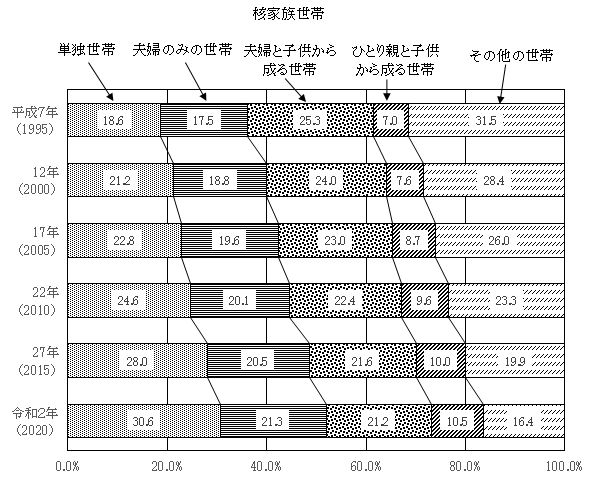 核家族世帯
単独世帯 夫婦のみの世帯 夫婦と子供から成る世帯 ひとり親と子供から成る世帯 その他の世帯
平成7年
(1995)
18.6 17.5 25.3 7.0 31.5
12年
(2000)
21.2 18.8 24.0 7.6 28.4
17年
(2005)
22.8 19.6 23.0 8.7 26.0
22年
(2010)
24.6 20.1 22.4 9.6 23.3
27年
(2015)
28.0 20.5 21.6 10.0 19.9
令和2年
(2020)
30.6 21.3 21.2 10.5 16.4
0.0% 20.0% 40.0% 60.0% 80.0% 100.0%